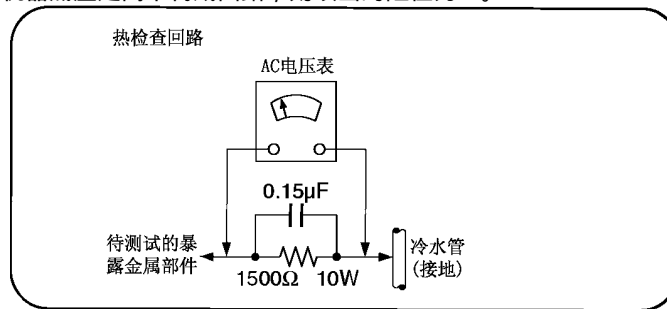 热检查回路
AC电压表
0.15μF
待测试的暴
露金属部件
1500Ω 10W
冷水管
(接地)